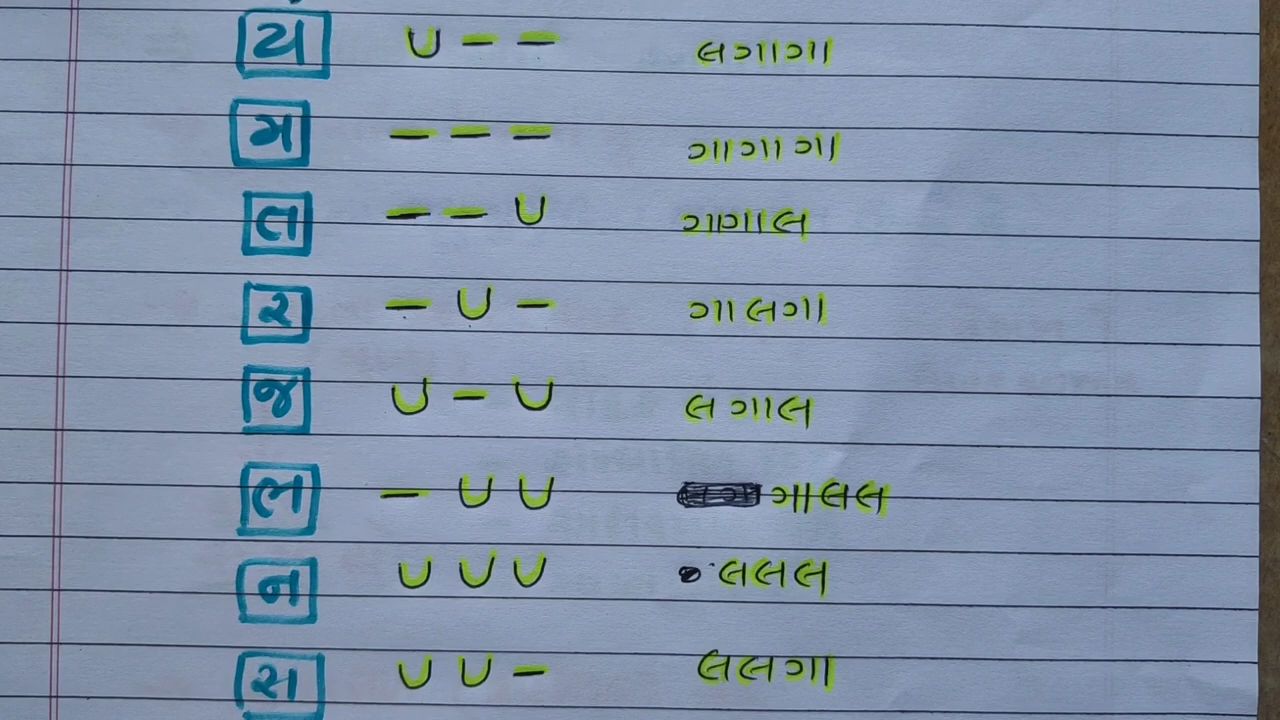 ય U – – લગાગા
મ – – – ગાગાગા
ત – – U ગાગાલ
ર – U – ગાલગા
જ U – U લગાલ
લ – U U ગાલલ
ન U U U લલલ
સ U U – લલગા